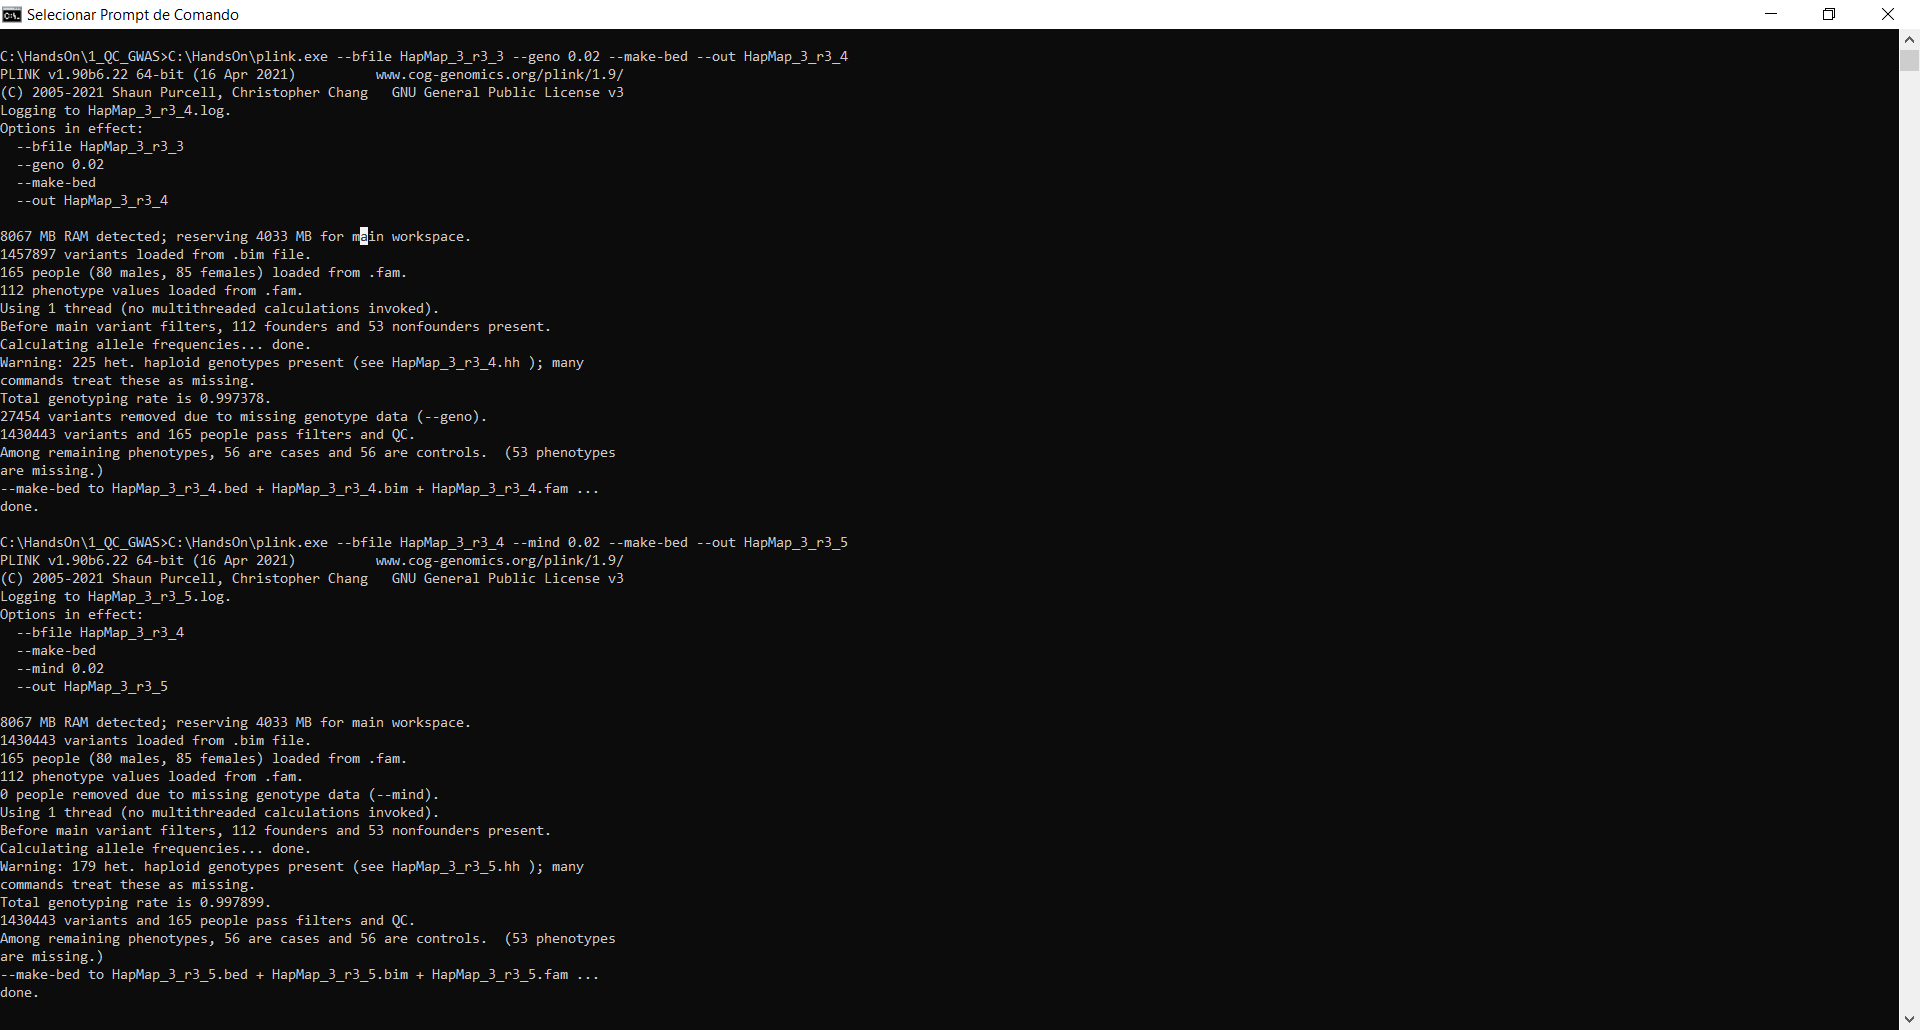 Selecionar Prompt de Comando
C:\HandsOn\1_QC_GWAS>C:\HandsOn\plink.exe --bfile HapMap_3_r3_3 --geno 0.02 --make-bed --out HapMap_3_r3_4
PLINK v1.90b6.22 64-bit (16 Apr 2021)          www.cog-genomics.org/plink/1.9/
(C) 2005-2021 Shaun Purcell, Christopher Chang   GNU General Public License v3
Logging to HapMap_3_r3_4.log.
Options in effect:
  --bfile HapMap_3_r3_3
  --geno 0.02
  --make-bed
  --out HapMap_3_r3_4
8067 MB RAM detected; reserving 4033 MB for main workspace.
1457897 variants loaded from .bim file.
165 people (80 males, 85 females) loaded from .fam.
112 phenotype values loaded from .fam.
Using 1 thread (no multithreaded calculations invoked).
Before main variant filters, 112 founders and 53 nonfounders present.
Calculating allele frequencies... done.
Warning: 225 het. haploid genotypes present (see HapMap_3_r3_4.hh ); many
commands treat these as missing.
Total genotyping rate is 0.997378.
27454 variants removed due to missing genotype data (--geno).
1430443 variants and 165 people pass filters and QC.
Among remaining phenotypes, 56 are cases and 56 are controls.  (53 phenotypes
are missing.)
--make-bed to HapMap_3_r3_4.bed + HapMap_3_r3_4.bim + HapMap_3_r3_4.fam ...
done.
C:\HandsOn\1_QC_GWAS>C:\HandsOn\plink.exe --bfile HapMap_3_r3_4 --mind 0.02 --make-bed --out HapMap_3_r3_5
PLINK v1.90b6.22 64-bit (16 Apr 2021)          www.cog-genomics.org/plink/1.9/
(C) 2005-2021 Shaun Purcell, Christopher Chang   GNU General Public License v3
Logging to HapMap_3_r3_5.log.
Options in effect:
  --bfile HapMap_3_r3_4
  --make-bed
  --mind 0.02
  --out HapMap_3_r3_5
8067 MB RAM detected; reserving 4033 MB for main workspace.
1430443 variants loaded from .bim file.
165 people (80 males, 85 females) loaded from .fam.
112 phenotype values loaded from .fam.
0 people removed due to missing genotype data (--mind).
Using 1 thread (no multithreaded calculations invoked).
Before main variant filters, 112 founders and 53 nonfounders present.
Calculating allele frequencies... done.
Warning: 179 het. haploid genotypes present (see HapMap_3_r3_5.hh ); many
commands treat these as missing.
Total genotyping rate is 0.997899.
1430443 variants and 165 people pass filters and QC.
Among remaining phenotypes, 56 are cases and 56 are controls.  (53 phenotypes
are missing.)
--make-bed to HapMap_3_r3_5.bed + HapMap_3_r3_5.bim + HapMap_3_r3_5.fam ...
done.